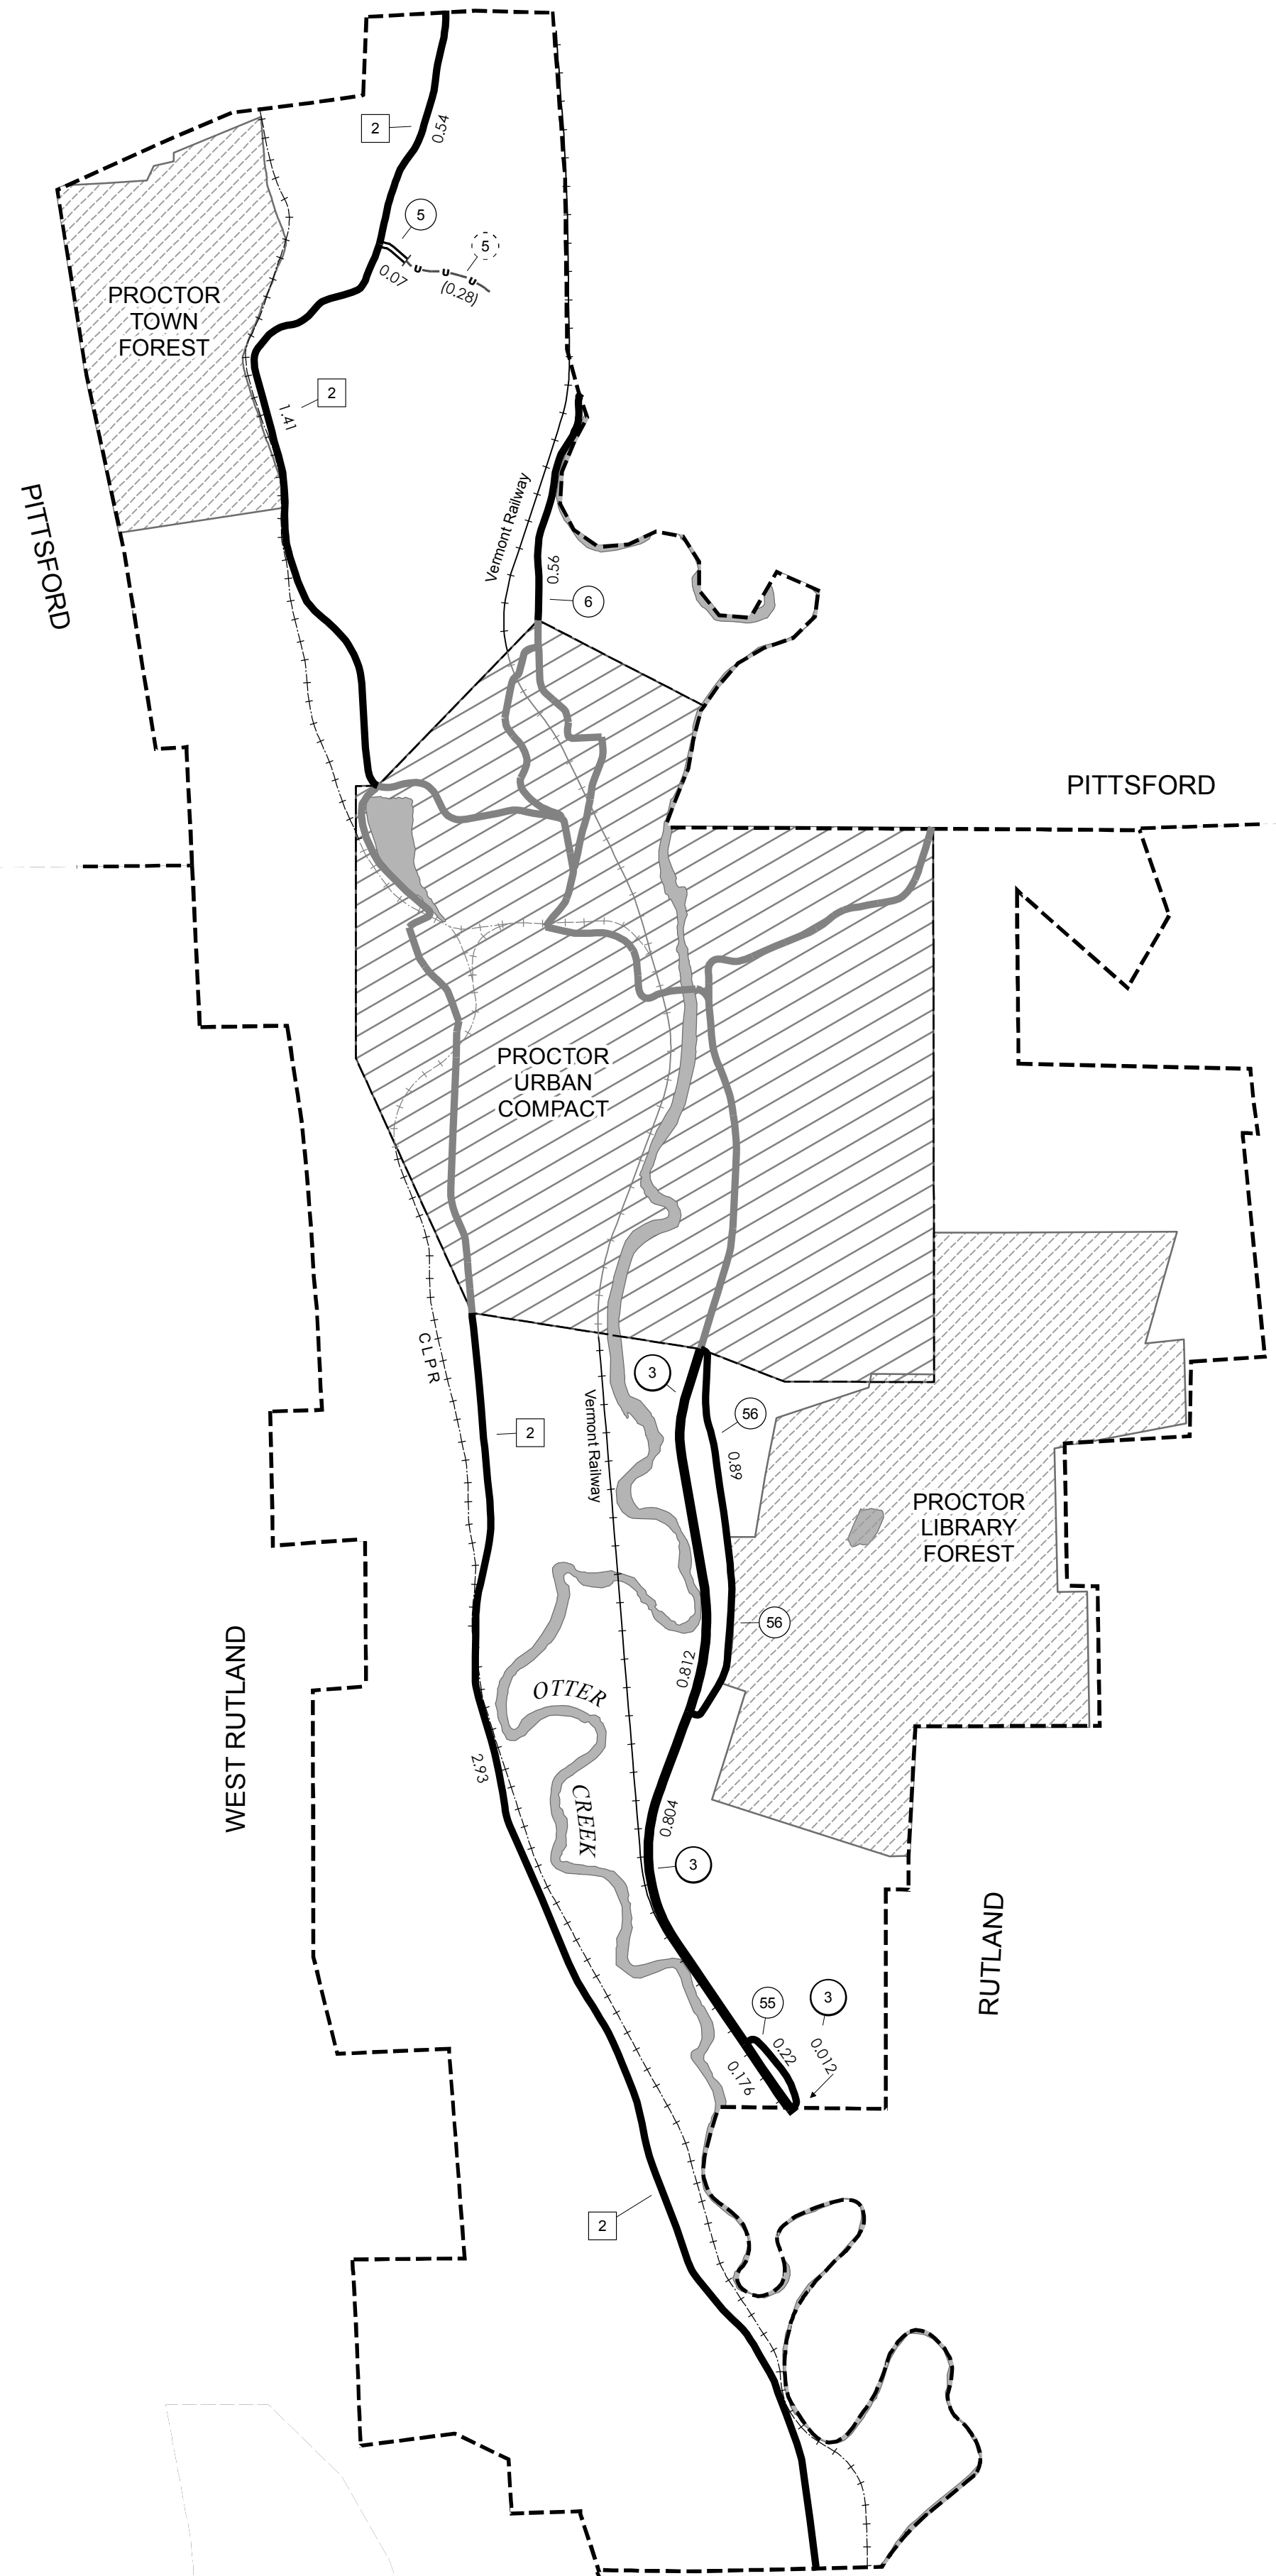 2
0.54
5
5
0.07
(0.28)
PROCTOR
TOWN
FOREST
2
1.41
PITTSFORD
Vermont Railway
0.56
6
PITTSFORD
PROCTOR
URBAN
COMPACT
CLPR
3
Vermont Railway
2
56
0.89
PROCTOR
LIBRARY
FOREST
56
WEST RUTLAND
0.812
OTTER
2.93
CREEK
0.804
3
RUTLAND
55
3
0.22
0.012
0.176
2